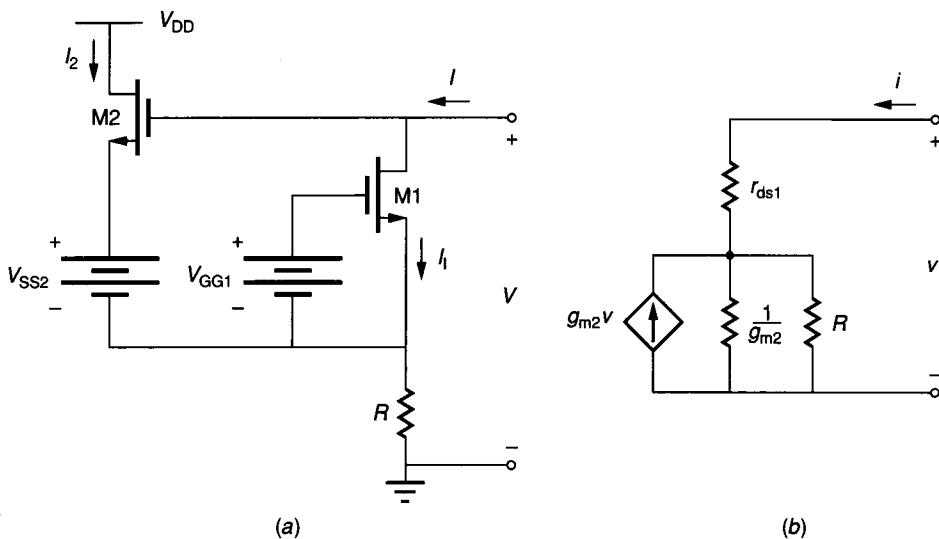 V_DD
I_2
M2
I
+
M1
+
+
V_SS2
V_GG1
I_1
V
−
−
R
−
(a)
i
+
r_ds1
g_m2 v
1/g_m2
R
v
−
(b)